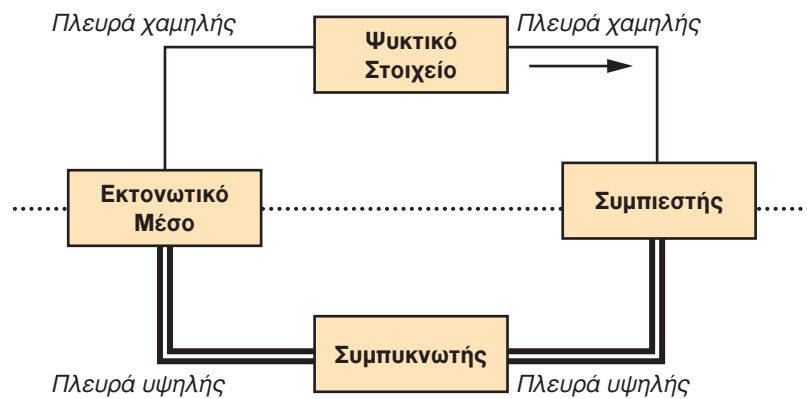 Πλευρά χαμηλής
Ψυκτικό
Στοιχείο
Πλευρά χαμηλής
Εκτονωτικό
Μέσο
Συμπιεστής
Συμπυκνωτής
Πλευρά υψηλής
Πλευρά υψηλής